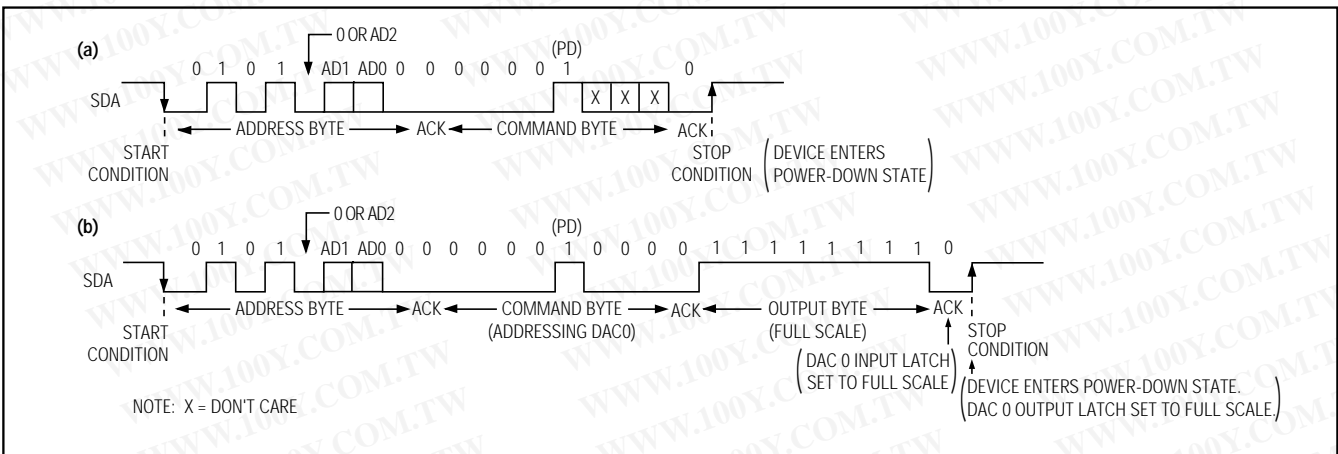 (a)
0 OR AD2
(PD)
0 1 0 1 AD1 AD0 0 0 0 0 0 0 1 0
SDA
X X X
ADDRESS BYTE ACK COMMAND BYTE ACK
START CONDITION
STOP CONDITION
(DEVICE ENTERS
POWER-DOWN STATE)
(b)
0 OR AD2
(PD)
0 1 0 1 AD1 AD0 0 0 0 0 0 0 1 0 0 0 0 1 1 1 1 1 1 1 1 0
SDA
ADDRESS BYTE ACK COMMAND BYTE ACK OUTPUT BYTE ACK
(ADDRESSING DAC0)
(FULL SCALE)
START CONDITION
STOP CONDITION
(DAC 0 INPUT LATCH
SET TO FULL SCALE)
(DEVICE ENTERS POWER-DOWN STATE.
DAC 0 OUTPUT LATCH SET TO FULL SCALE.)
NOTE: X = DON'T CARE
WWW.100Y.COM.TW